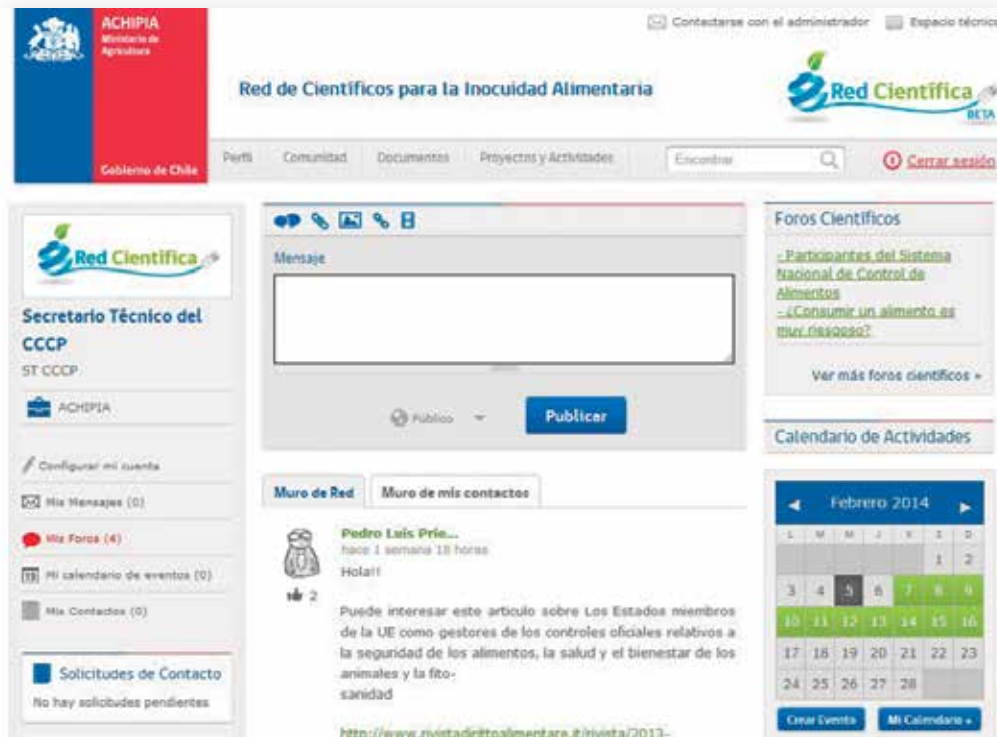 ACHIPIA
Ministerio de
Agricultura
Gobierno de Chile
Contactarse con el administrador
Espacio técnico
Red de Científicos para la Inocuidad Alimentaria
Red Científica
BETA
Perfil
Comunidad
Documentos
Proyectos y Actividades
Encontrar
Cerrar sesión
Red Científica
Secretario Técnico del
CCCP
ST CCCP
ACHIPIA
Configurar mi cuenta
Mis Mensajes (0)
Mis Foros (4)
Mi calendario de eventos (0)
Mis Contactos (0)
Solicitudes de Contacto
No hay solicitudes pendientes
Mensaje
Público
Publicar
Muro de Red
Muro de mis contactos
Pedro Luis Prie...
hace 1 semana 18 horas
Hola!!
2
Puede interesar este articulo sobre Los Estados miembros
de la UE como gestores de los controles oficiales relativos a
la seguridad de los alimentos, la salud y el bienestar de los
animales y la fito-
sanidad
http://www.rivistadirittoalimentare.it/rivista/2013-
Foros Científicos
- Participantes del Sistema
Nacional de Control de
Alimentos
- ¿Consumir un alimento es
muy riesgoso?
Ver más foros científicos »
Calendario de Actividades
Febrero 2014
L M M J V S D
1 2
3 4 5 6 7 8 9
10 11 12 13 14 15 16
17 18 19 20 21 22 23
24 25 26 27 28
Crear Evento
Mi Calendario »